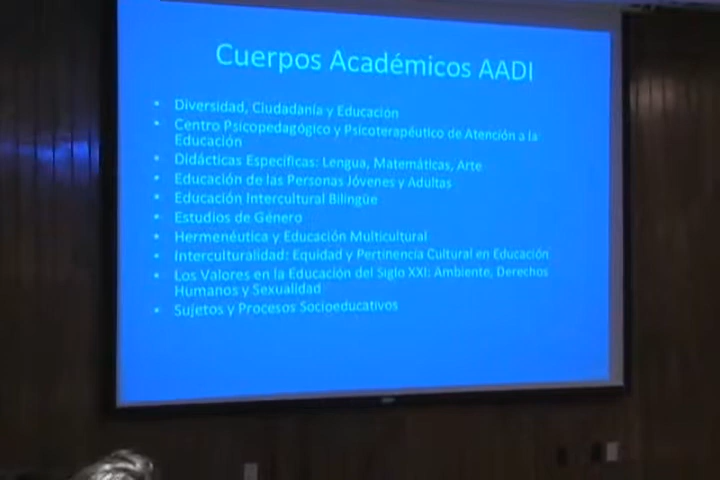 Cuerpos Académicos AADI
• Diversidad, Ciudadanía y Educación
• Centro Psicopedagógico y Psicoterapéutico de Atención a la
Educación
• Didácticas Específicas: Lengua, Matemáticas, Arte
• Educación de las Personas Jóvenes y Adultas
• Educación Intercultural Bilingüe
• Estudios de Género
• Hermenéutica y Educación Multicultural
• Interculturalidad: Equidad y Pertinencia Cultural en Educación
• Los Valores en la Educación del Siglo XXI: Ambiente, Derechos
Humanos y Sexualidad
• Sujetos y Procesos Socioeducativos